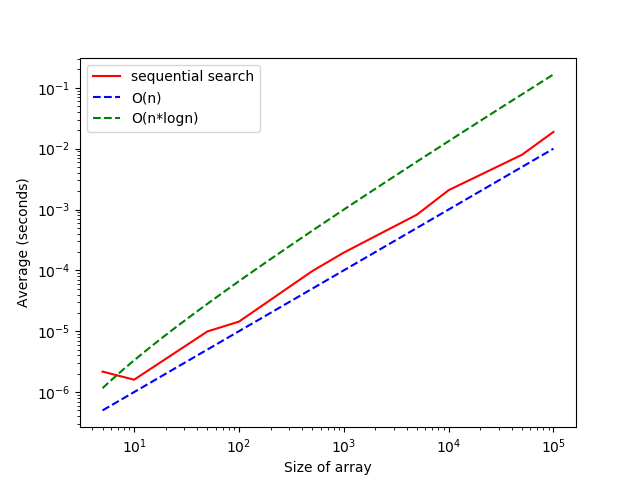 sequential search
O(n)
O(n*logn)
Average (seconds)
10⁻¹
10⁻²
10⁻³
10⁻⁴
10⁻⁵
10⁻⁶
10¹ 10² 10³ 10⁴ 10⁵
Size of array